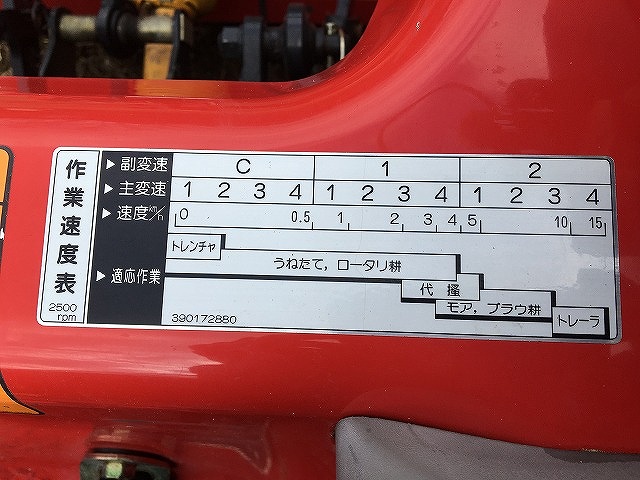 作業速度表
2500 rpm
▶副変速 C 1 2
▶主変速 1 2 3 4 1 2 3 4 1 2 3 4
▶速度km/h 0 0.5 1 2 3 4 5 10 15
トレンチャ
うねたて，ロータリ耕
▶適応作業
代掻
モア，プラウ耕
トレーラ
390172880